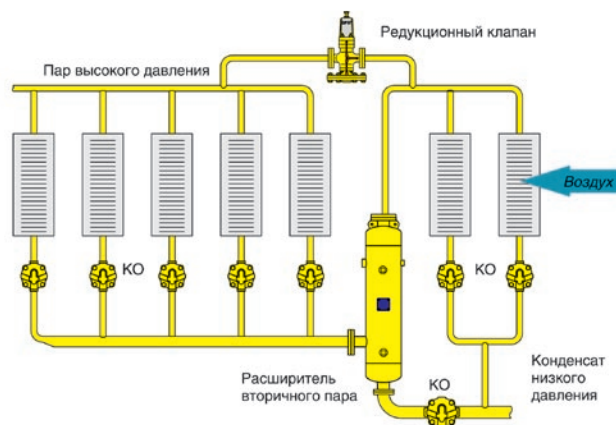 Редукционный клапан
Пар высокого давления
Воздух
КО
КО
Расширитель
вторичного пара
КО
Конденсат
низкого
давления